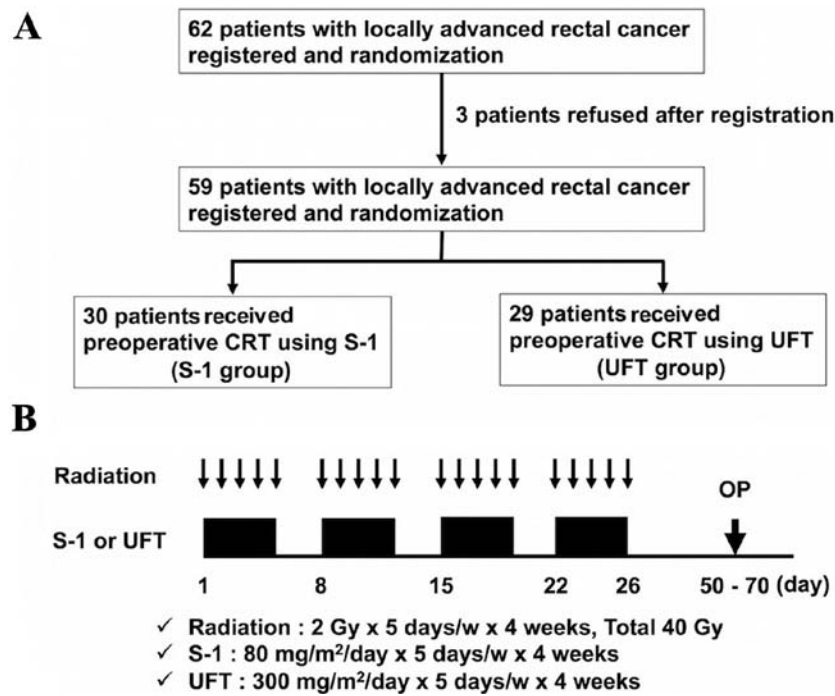 A
62 patients with locally advanced rectal cancer
registered and randomization
3 patients refused after registration
59 patients with locally advanced rectal cancer
registered and randomization
30 patients received
preoperative CRT using S-1
(S-1 group)
29 patients received
preoperative CRT using UFT
(UFT group)
B
Radiation
OP
S-1 or UFT
1 8 15 22 26 50 - 70 (day)
✓ Radiation : 2 Gy x 5 days/w x 4 weeks, Total 40 Gy
✓ S-1 : 80 mg/m²/day x 5 days/w x 4 weeks
✓ UFT : 300 mg/m²/day x 5 days/w x 4 weeks